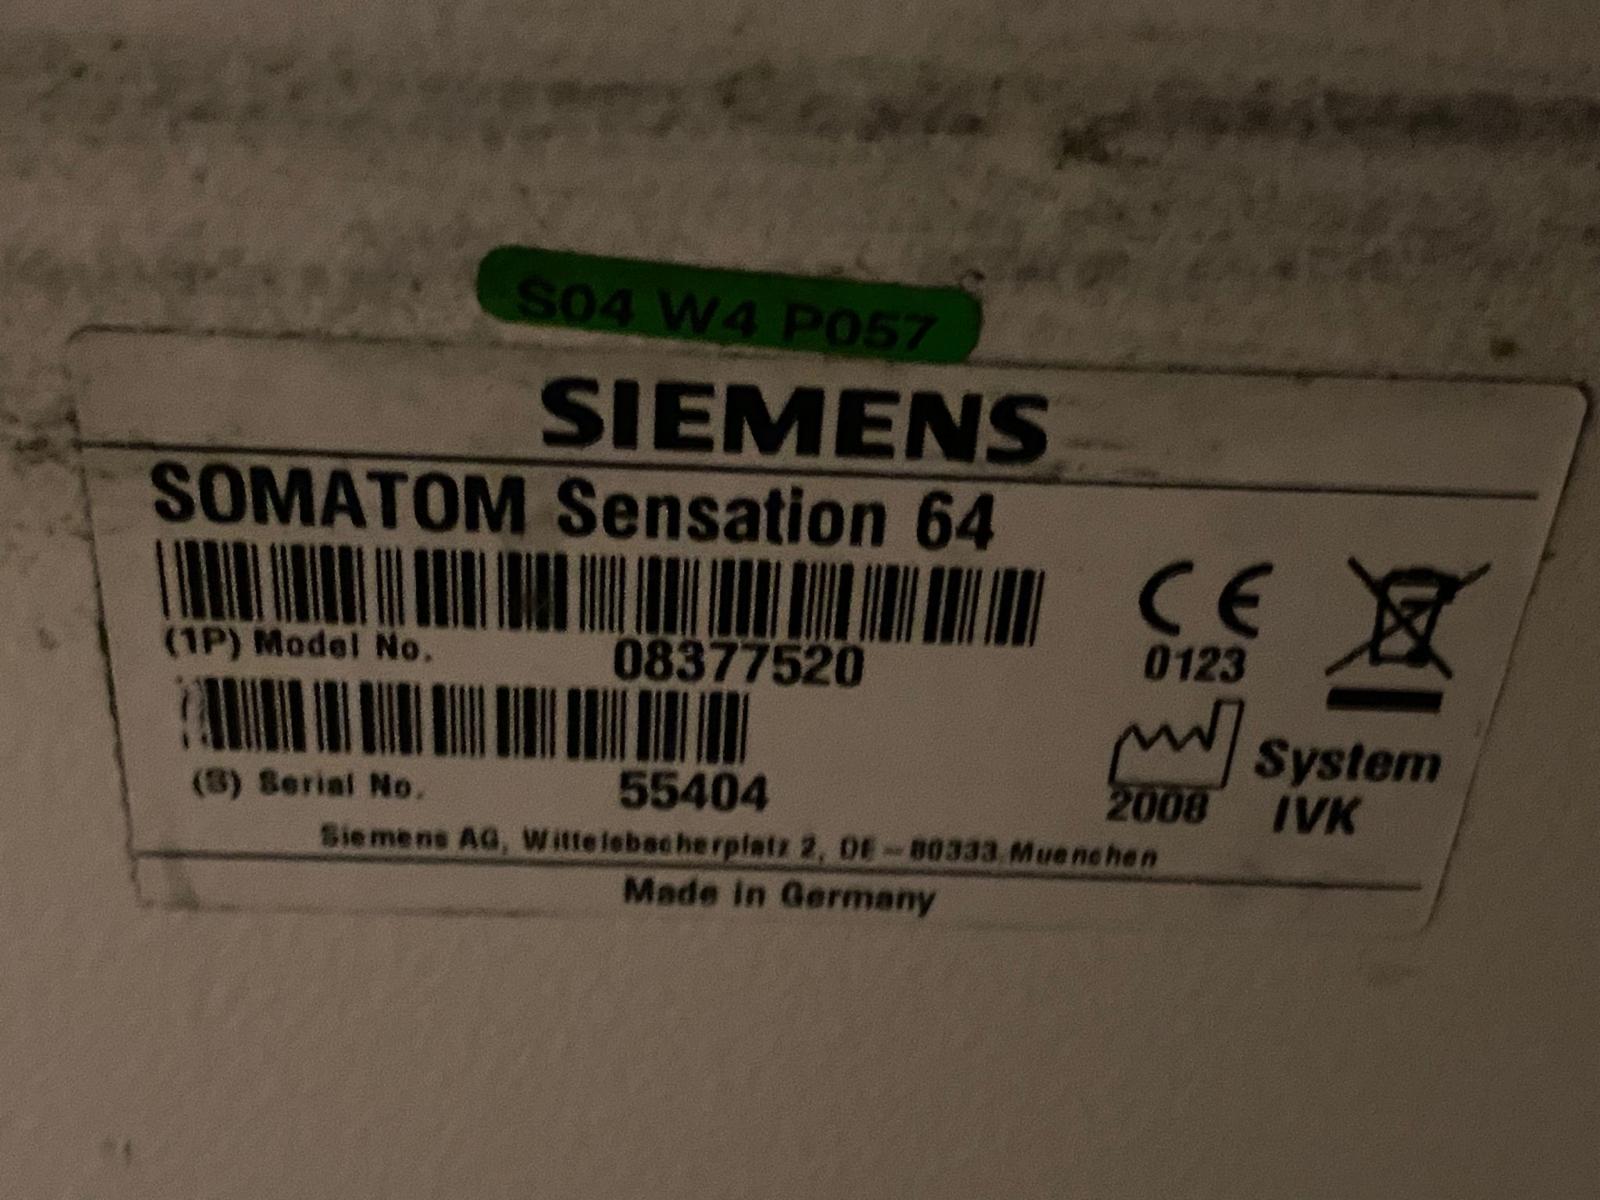 S04 W4 P057
SIEMENS
SOMATOM Sensation 64
(1P) Model No. 08377520
CE
0123
(S) Serial No. 55404
2008
System
IVK
Siemens AG, Wittelsbacherplatz 2, DE - 80333 Muenchen
Made in Germany